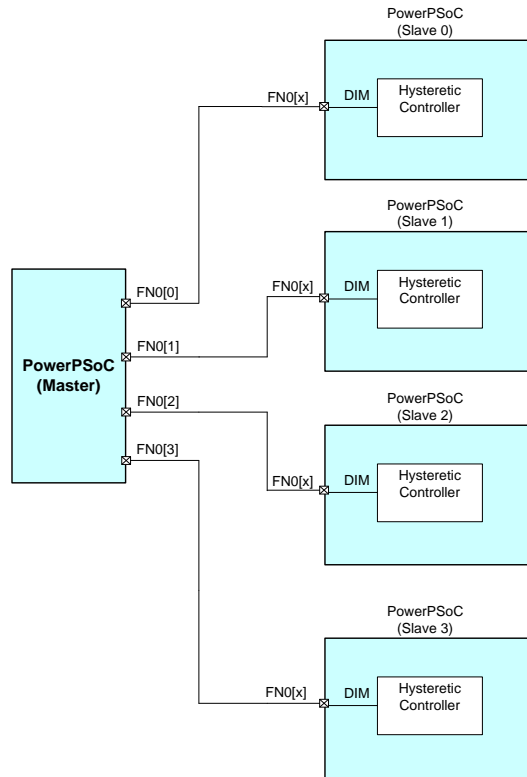 PowerPSoC
(Slave 0)
FN0[x]
DIM
Hysteretic
Controller
PowerPSoC
(Slave 1)
FN0[x]
DIM
Hysteretic
Controller
FN0[0]
FN0[1]
PowerPSoC
(Master)
FN0[2]
FN0[3]
PowerPSoC
(Slave 2)
FN0[x]
DIM
Hysteretic
Controller
PowerPSoC
(Slave 3)
FN0[x]
DIM
Hysteretic
Controller